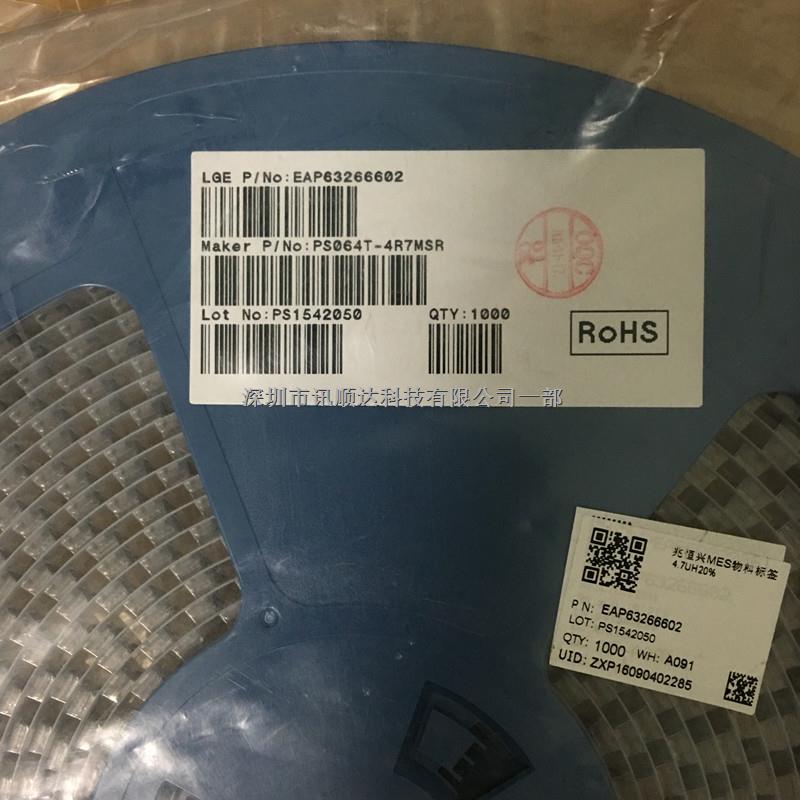 LGE P/No:EAP63266602
Maker P/No:PS064T-4R7MSR
Lot No:PS1542050 QTY:1000
RoHS
OQC
深圳市讯顺达科技有限公司一部
兆恒兴MES物料标签
4.7UH20%
P N: EAP63266602
LOT: PS1542050
QTY: 1000 WH: A091
UID: ZXP16090402285